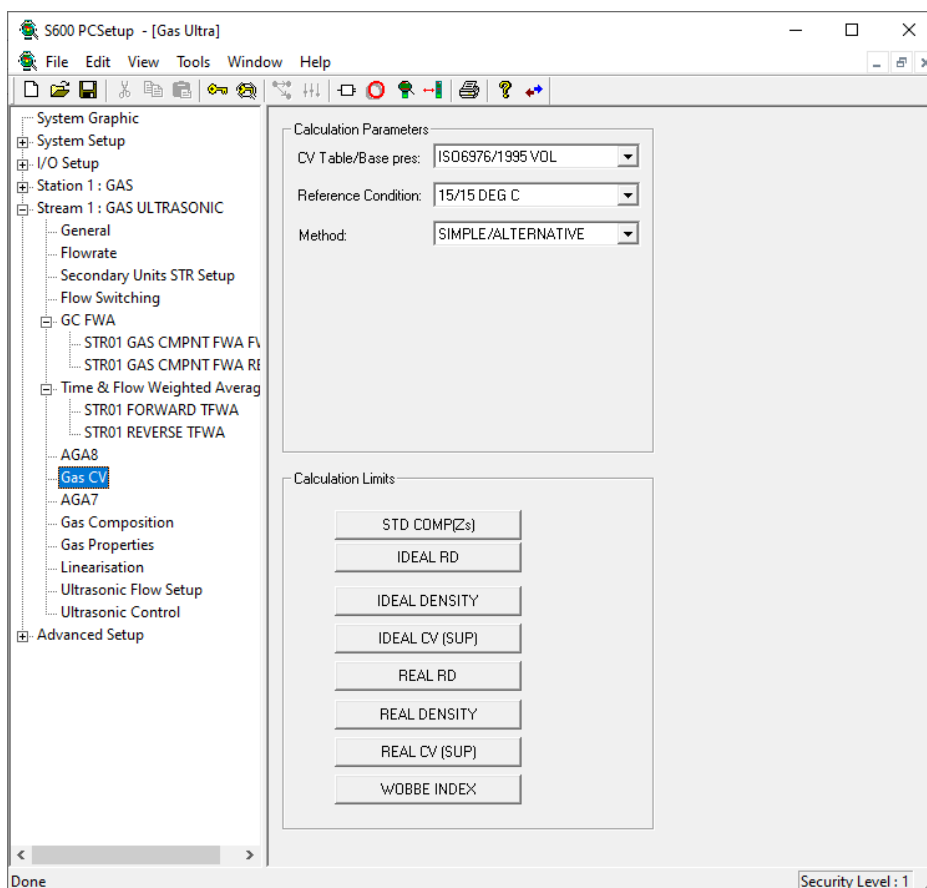 S600 PCSetup - [Gas Ultra]
File Edit View Tools Window Help
System Graphic
System Setup
I/O Setup
Station 1 : GAS
Stream 1 : GAS ULTRASONIC
General
Flowrate
Secondary Units STR Setup
Flow Switching
GC FWA
STR01 GAS CMPNT FWA FV
STR01 GAS CMPNT FWA RE
Time & Flow Weighted Averag
STR01 FORWARD TFWA
STR01 REVERSE TFWA
AGA8
Gas CV
AGA7
Gas Composition
Gas Properties
Linearisation
Ultrasonic Flow Setup
Ultrasonic Control
Advanced Setup
Calculation Parameters
CV Table/Base pres: ISO6976/1995 VOL
Reference Condition: 15/15 DEG C
Method: SIMPLE/ALTERNATIVE
Calculation Limits
STD COMP(Zs)
IDEAL RD
IDEAL DENSITY
IDEAL CV (SUP)
REAL RD
REAL DENSITY
REAL CV (SUP)
WOBBE INDEX
Done
Security Level : 1